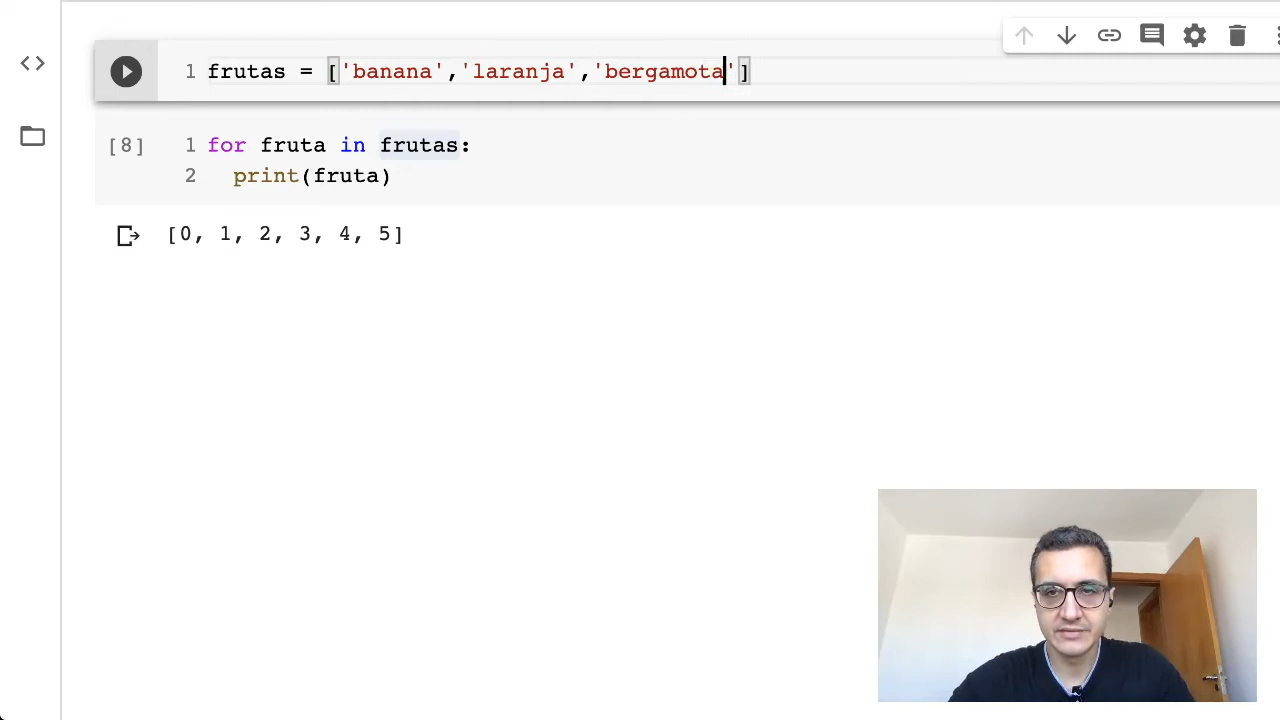 1 frutas = ['banana','laranja','bergamota']
[8] 1 for fruta in frutas:
2 print(fruta)
[0, 1, 2, 3, 4, 5]